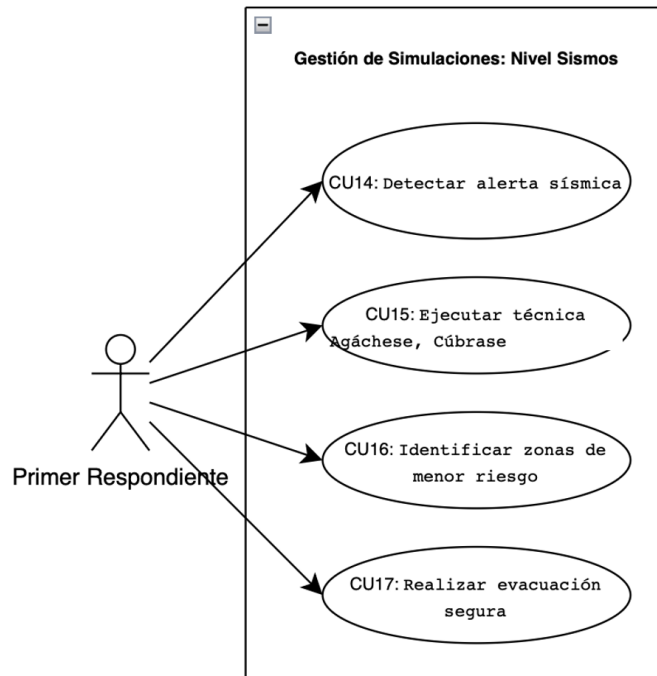 Gestión de Simulaciones: Nivel Sismos
CU14: Detectar alerta sísmica
CU15: Ejecutar técnica
Agáchese, Cúbrase
CU16: Identificar zonas de
menor riesgo
Primer Respondiente
CU17: Realizar evacuación
segura